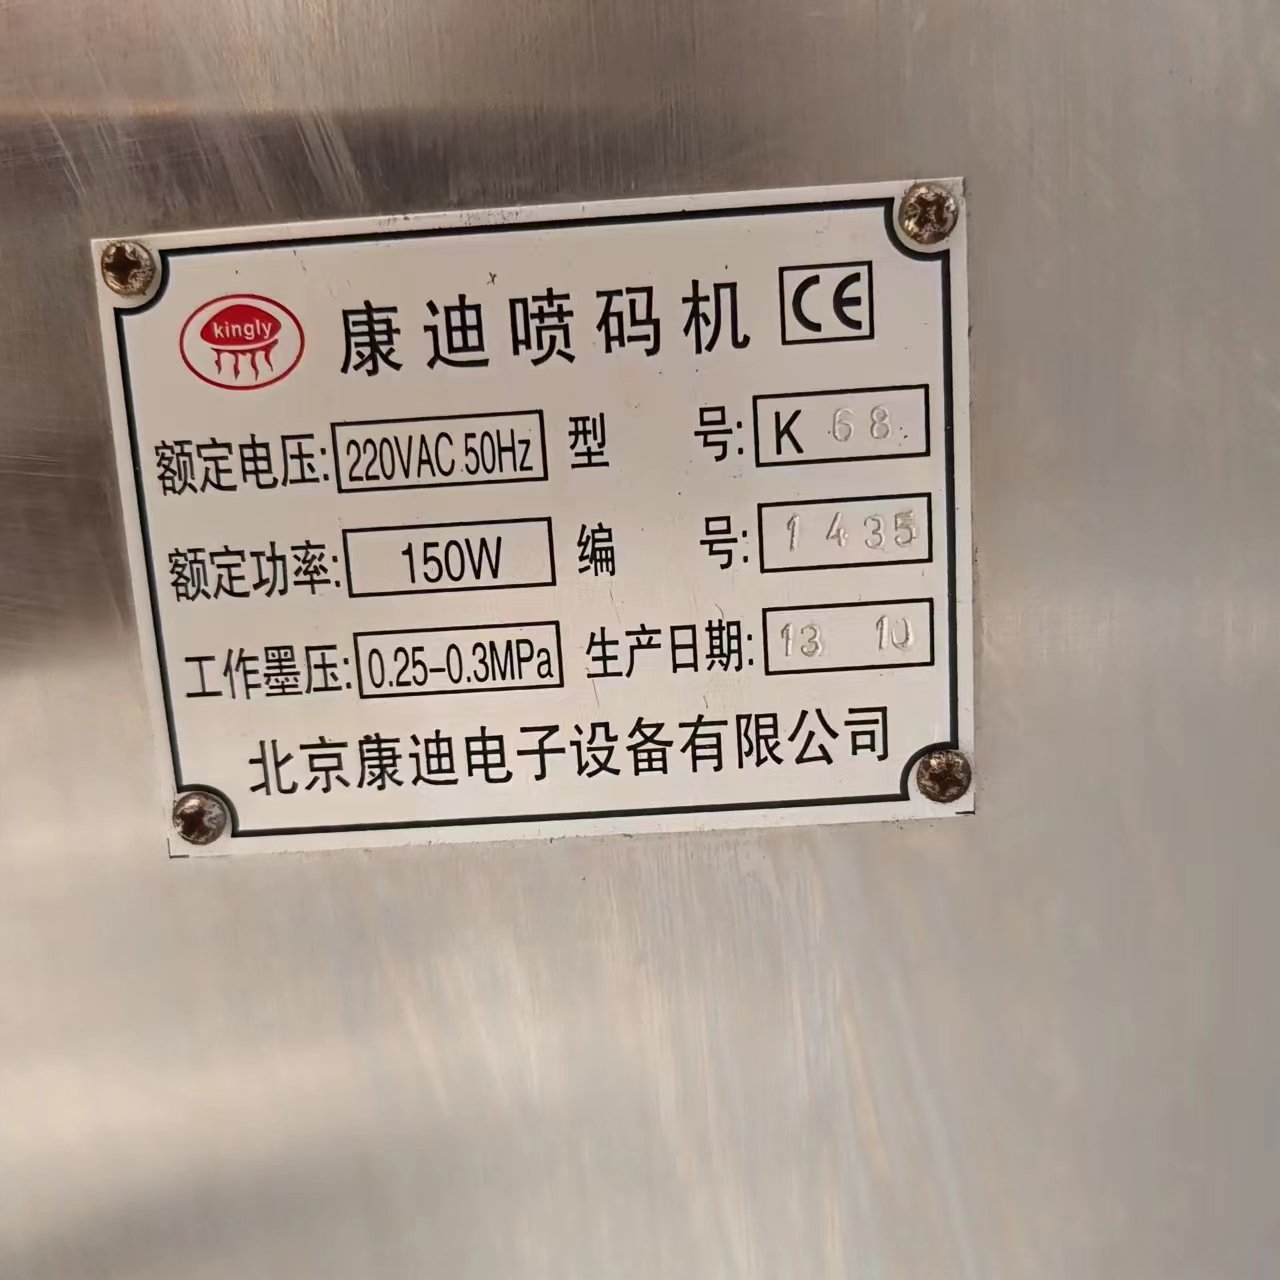 kingly 康迪喷码机 CE
额定电压: 220VAC 50Hz 型 号: K 68
额定功率: 150W 编 号: 1435
工作墨压: 0.25-0.3MPa 生产日期: 13 10
北京康迪电子设备有限公司